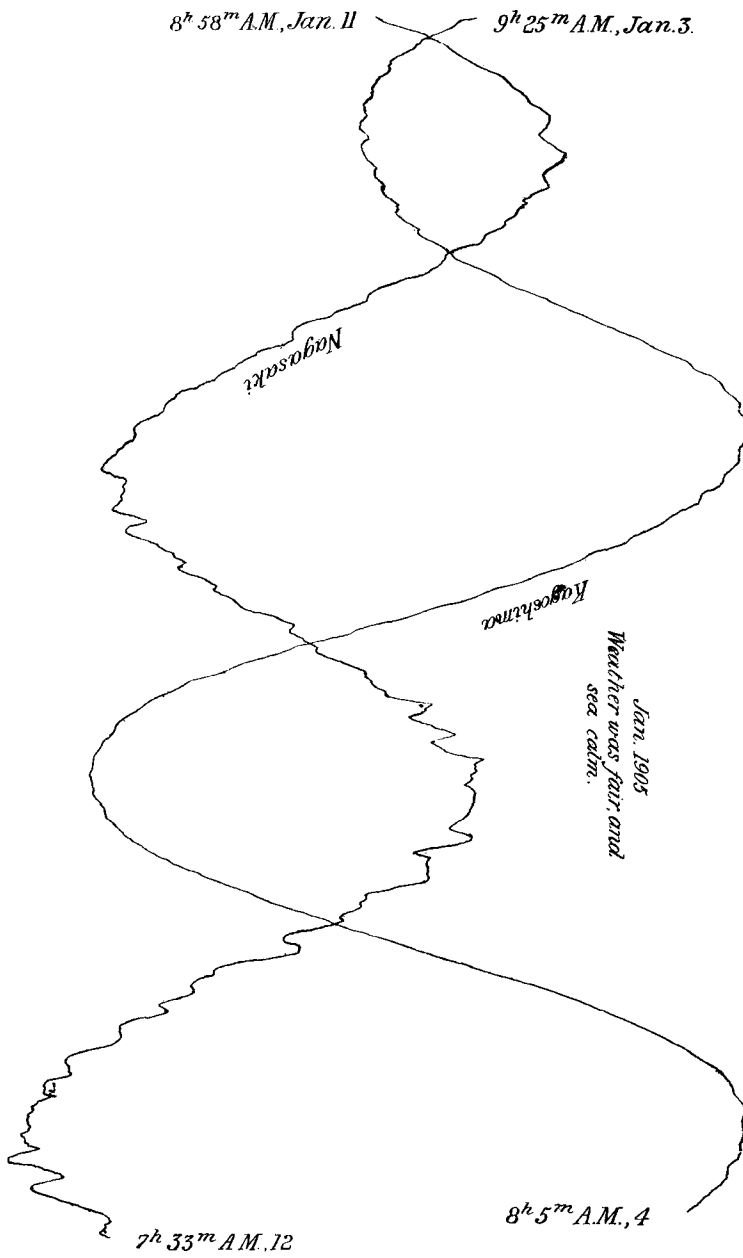 8ʰ 58ᵐ A.M., Jan. 11
9ʰ 25ᵐ A.M., Jan. 3.
Nagasaki
Kagoshima
Jan. 1905
Weather was fair, and
sea calm.
8ʰ 5ᵐ A.M., 4
7ʰ 33ᵐ A.M., 12